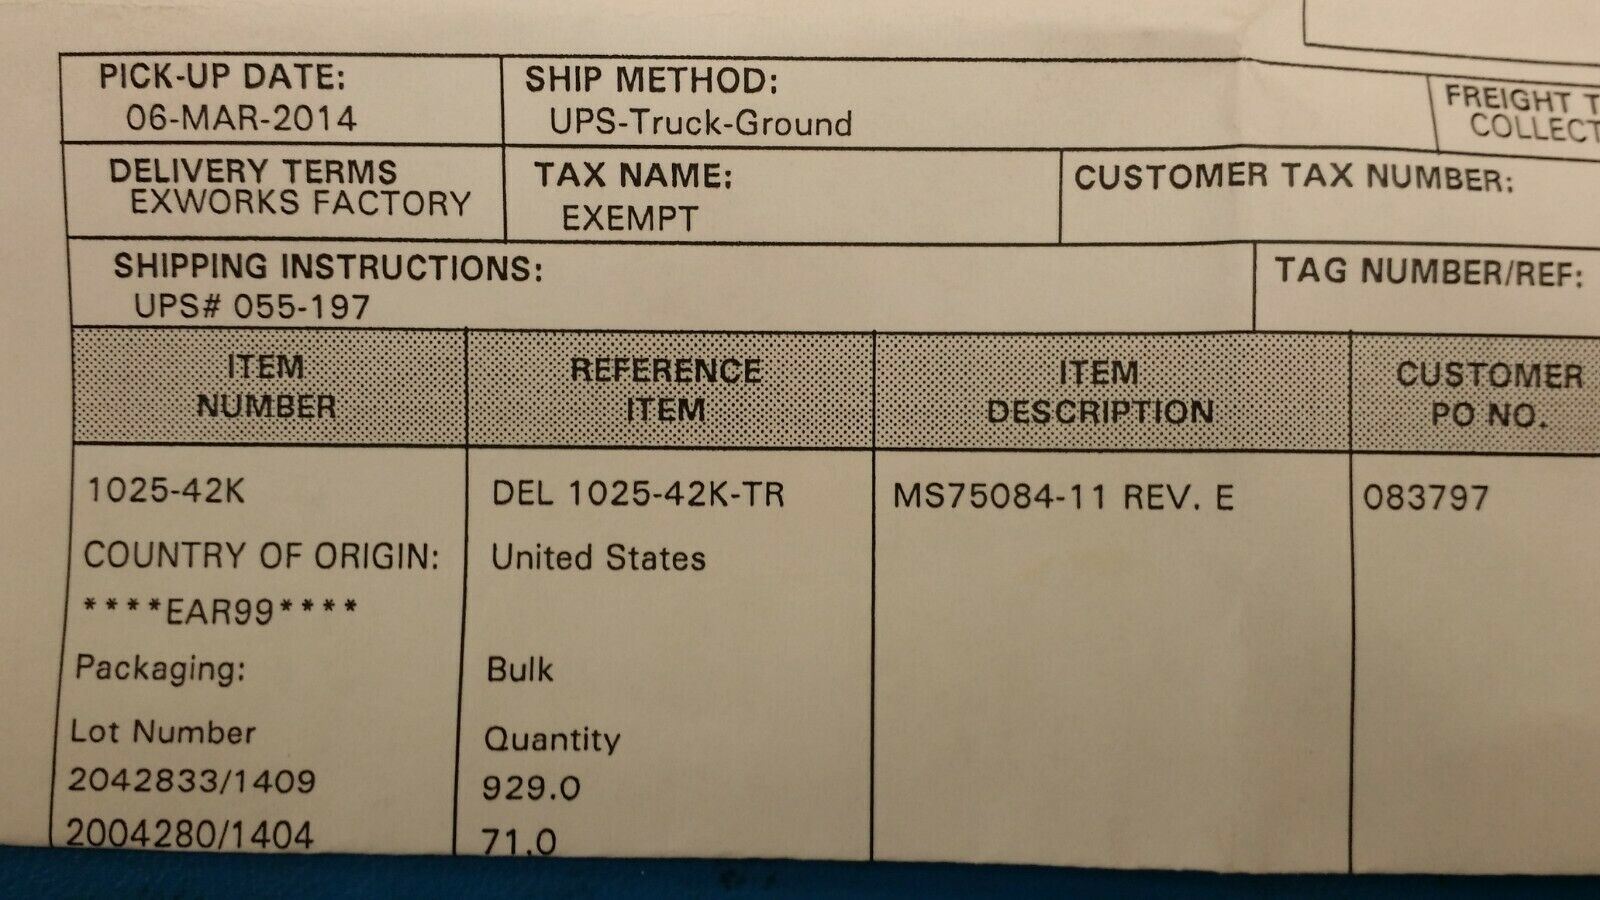 PICK-UP DATE:
06-MAR-2014
SHIP METHOD:
UPS-Truck-Ground
FREIGHT
COLLECT
DELIVERY TERMS
EXWORKS FACTORY
TAX NAME:
EXEMPT
CUSTOMER TAX NUMBER:
SHIPPING INSTRUCTIONS:
UPS# 055-197
TAG NUMBER/REF:
ITEM
NUMBER
REFERENCE
ITEM
ITEM
DESCRIPTION
CUSTOMER
PO NO.
1025-42K
DEL 1025-42K-TR
MS75084-11 REV. E
083797
COUNTRY OF ORIGIN:
United States
****EAR99****
Packaging:
Bulk
Lot Number
Quantity
2042833/1409
929.0
2004280/1404
71.0